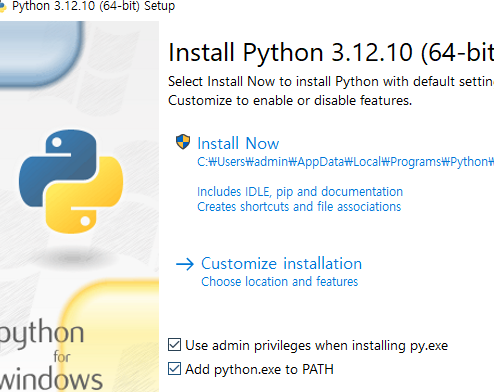 Python 3.12.10 (64-bit) Setup
Install Python 3.12.10 (64-bit
Select Install Now to install Python with default settin
Customize to enable or disable features.
Install Now
C:₩Users₩admin₩AppData₩Local₩Programs₩Python₩
Includes IDLE, pip and documentation
Creates shortcuts and file associations
Customize installation
Choose location and features
Use admin privileges when installing py.exe
Add python.exe to PATH
python
for
windows